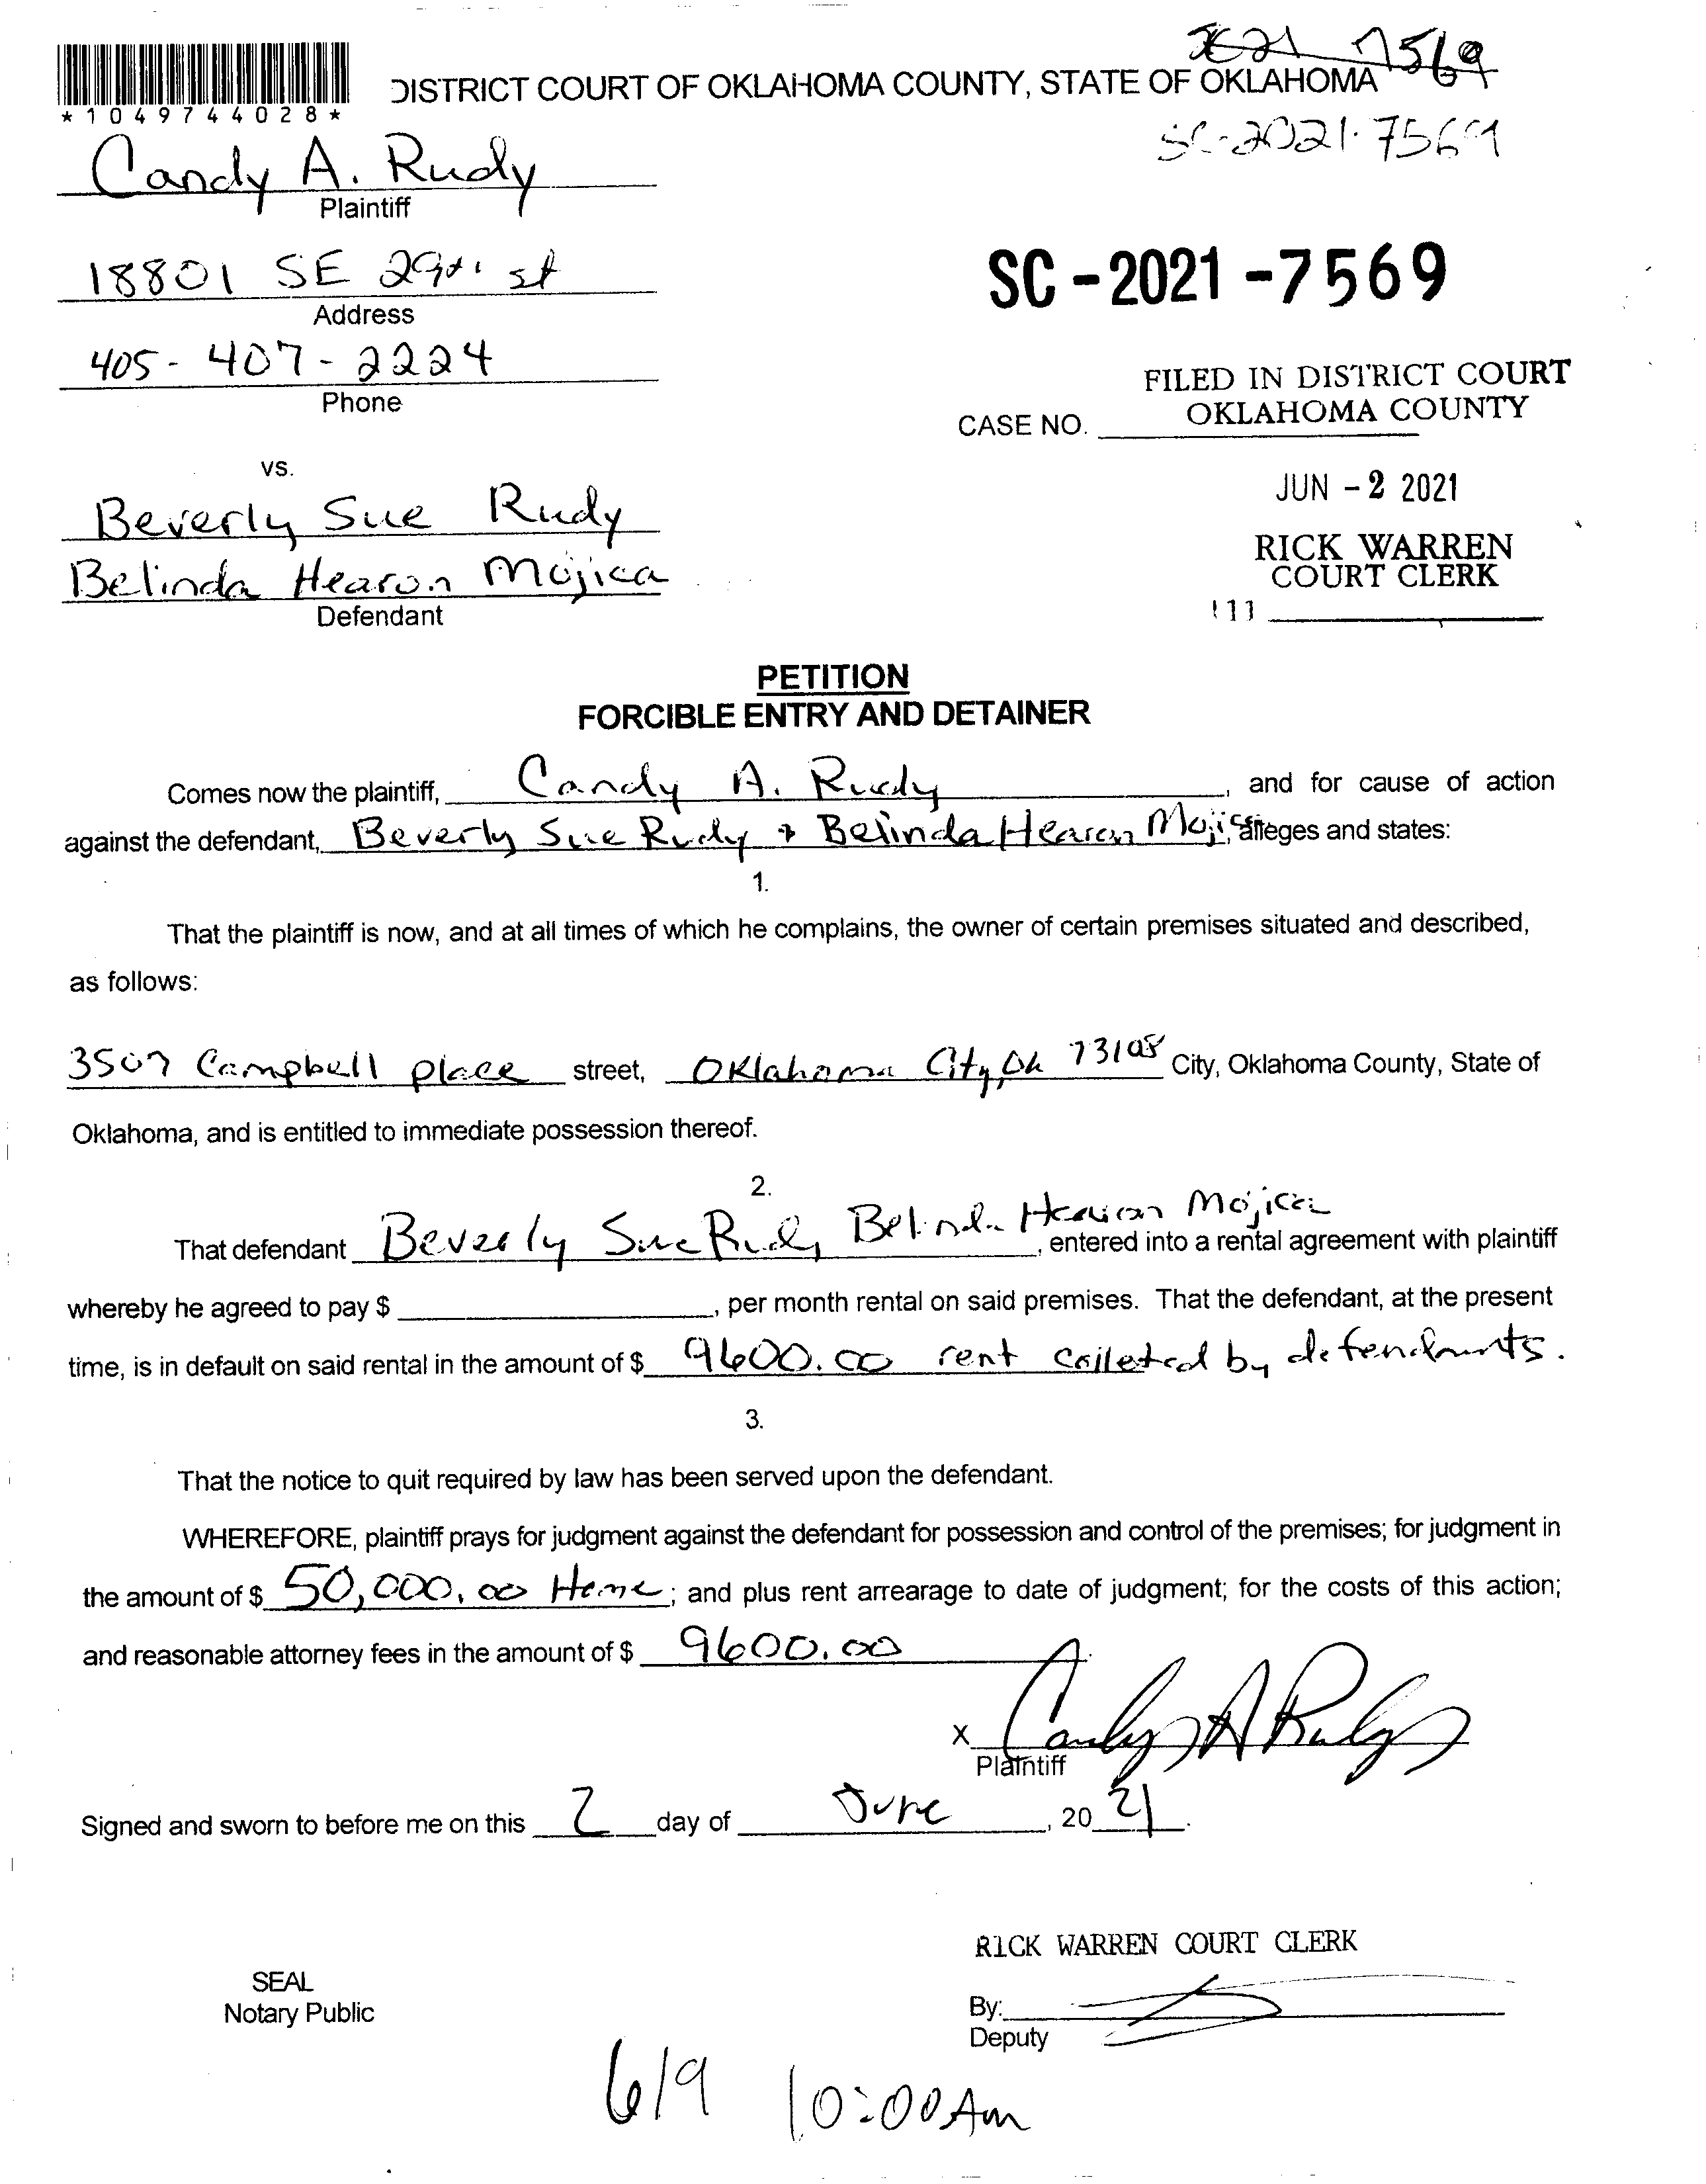 2021 7569
DISTRICT COURT OF OKLAHOMA COUNTY, STATE OF OKLAHOMA
*1049744028*
SC-2021-7569
Candy A. Rudy
Plaintiff
18801 SE 29th st
Address
SC-2021-7569
405-407-2224
Phone
FILED IN DISTRICT COURT
OKLAHOMA COUNTY
CASE NO.
vs.
JUN -2 2021
Beverly Sue Rudy
RICK WARREN
COURT CLERK
Belinda Hearon Mojica
Defendant
111
PETITION
FORCIBLE ENTRY AND DETAINER
Comes now the plaintiff, Candy A. Rudy, and for cause of action
against the defendant, Beverly Sue Rudy + Belinda Hearon Mojica, alleges and states:
1.
That the plaintiff is now, and at all times of which he complains, the owner of certain premises situated and described,
as follows:
3507 Campbell place street, Oklahoma City, Ok 73108 City, Oklahoma County, State of
Oklahoma, and is entitled to immediate possession thereof.
2.
That defendant Beverly Sue Rudy Belinda Hearon Mojica, entered into a rental agreement with plaintiff
whereby he agreed to pay $, per month rental on said premises. That the defendant, at the present
time, is in default on said rental in the amount of $ 9600.00 rent colleted by defendants.
3.
That the notice to quit required by law has been served upon the defendant.
WHEREFORE, plaintiff prays for judgment against the defendant for possession and control of the premises; for judgment in
the amount of $ 50,000.00 Home; and plus rent arrearage to date of judgment; for the costs of this action;
and reasonable attorney fees in the amount of $ 9600.00
X Candy A Rudy
Plaintiff
Signed and sworn to before me on this 2 day of June, 2021.
RICK WARREN COURT CLERK
SEAL
Notary Public
By:
Deputy
6/9 10:00 Am